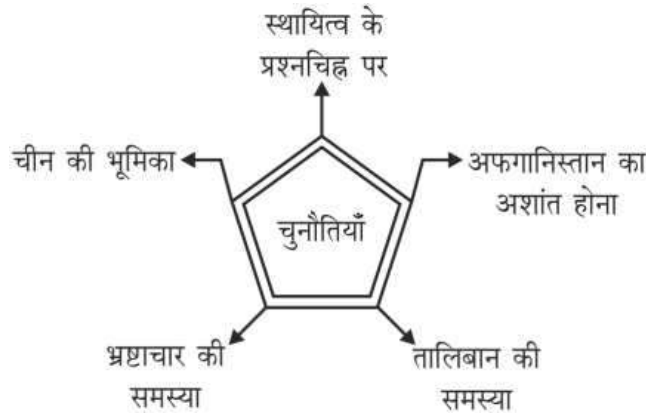 स्थायित्व के
प्रश्नचिह्न पर
चीन की भूमिका
अफगानिस्तान का
अशांत होना
चुनौतियाँ
भ्रष्टाचार की
समस्या
तालिबान की
समस्या